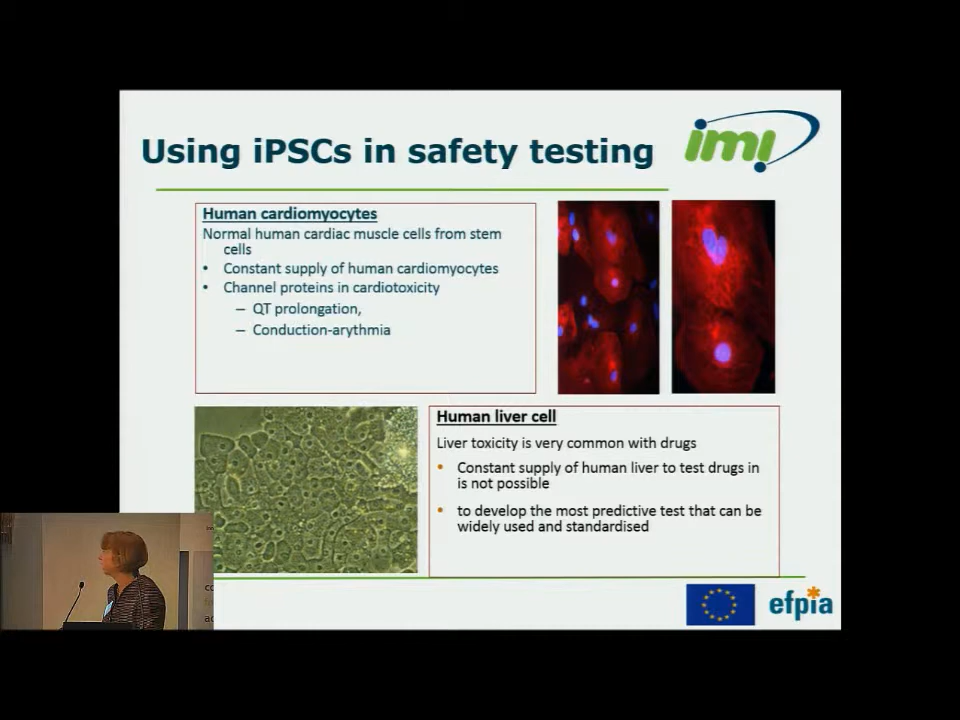 Using iPSCs in safety testing
imi
Human cardiomyocytes
Normal human cardiac muscle cells from stem
cells
• Constant supply of human cardiomyocytes
• Channel proteins in cardiotoxicity
– QT prolongation,
– Conduction-arythmia
Human liver cell
Liver toxicity is very common with drugs
• Constant supply of human liver to test drugs in
is not possible
• to develop the most predictive test that can be
widely used and standardised
efpia